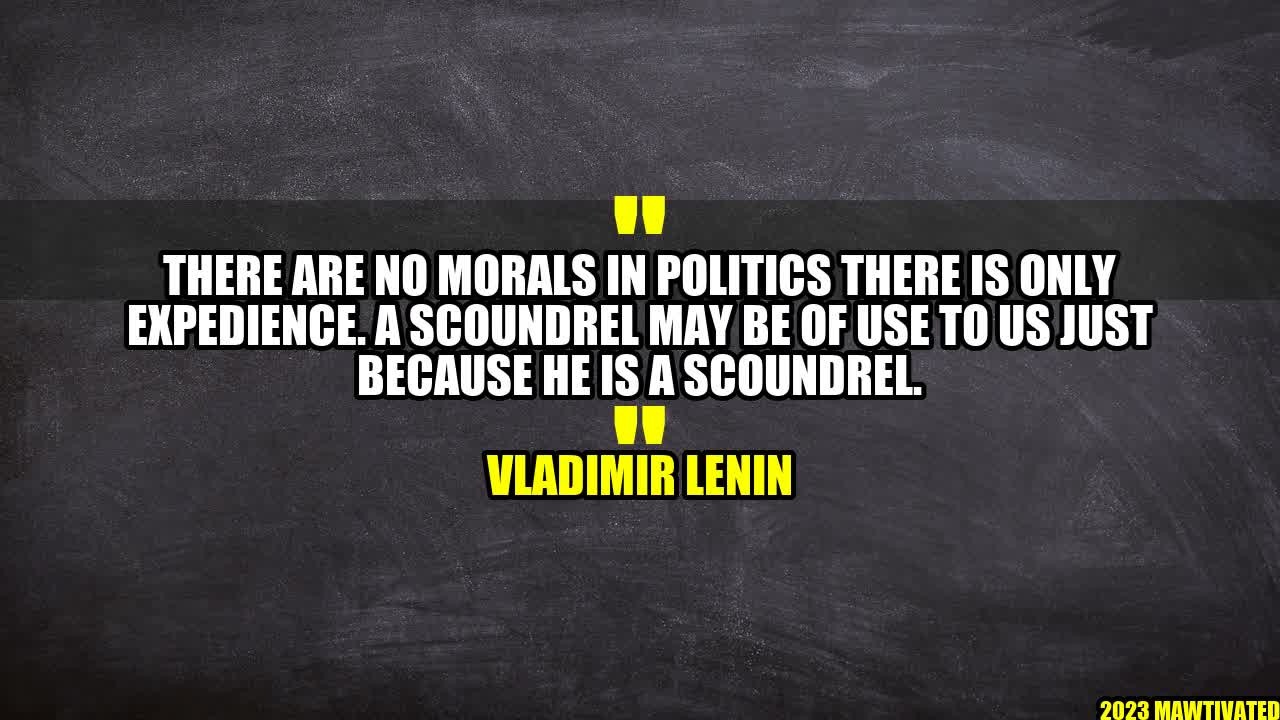 "
THERE ARE NO MORALS IN POLITICS THERE IS ONLY
EXPEDIENCE. A SCOUNDREL MAY BE OF USE TO US JUST
BECAUSE HE IS A SCOUNDREL.
"
VLADIMIR LENIN
2023 MAWTIVATED